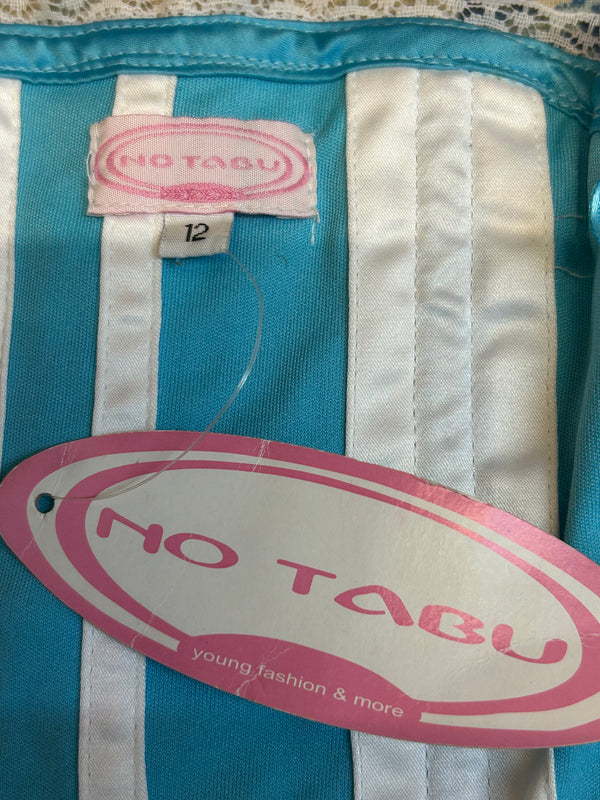 NO TABU
12
NO TABU
young fashion & more